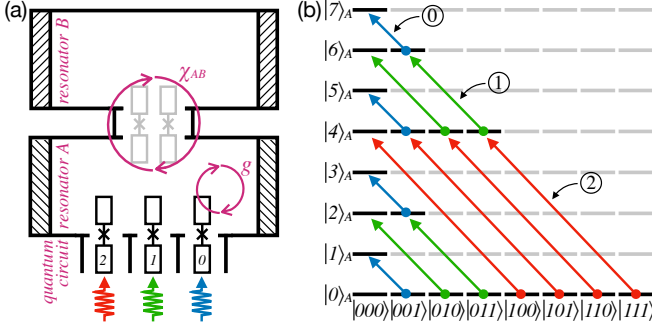 (a)
resonator B
χAB
resonator A
g
quantum
circuit
2
1
0
(b)
|7⟩A
|6⟩A
|5⟩A
|4⟩A
|3⟩A
|2⟩A
|1⟩A
|0⟩A
0
1
2
|000⟩ |001⟩ |010⟩ |011⟩ |100⟩ |101⟩ |110⟩ |111⟩